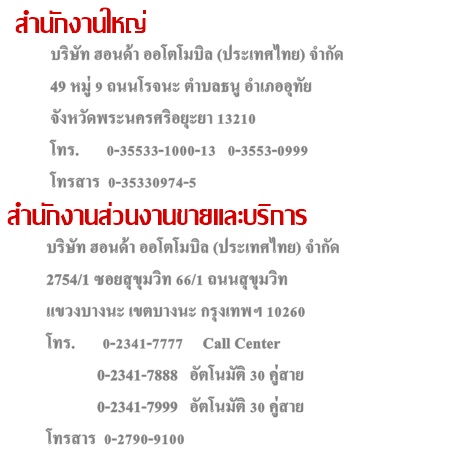 สำนักงานใหญ่
บริษัท ฮอนด้า ออโตโมบิล (ประเทศไทย) จำกัด
49 หมู่ 9 ถนนโรจนะ ตำบลธนู อำเภออุทัย
จังหวัดพระนครศรีอยุธยา 13210
โทร. 0-35533-1000-13 0-3553-0999
โทรสาร 0-35330974-5
สำนักงานส่วนงานขายและบริการ
บริษัท ฮอนด้า ออโตโมบิล (ประเทศไทย) จำกัด
2754/1 ซอยสุขุมวิท 66/1 ถนนสุขุมวิท
แขวงบางนะ เขตบางนะ กรุงเทพฯ 10260
โทร. 0-2341-7777 Call Center
0-2341-7888 อัตโนมัติ 30 คู่สาย
0-2341-7999 อัตโนมัติ 30 คู่สาย
โทรสาร 0-2790-9100